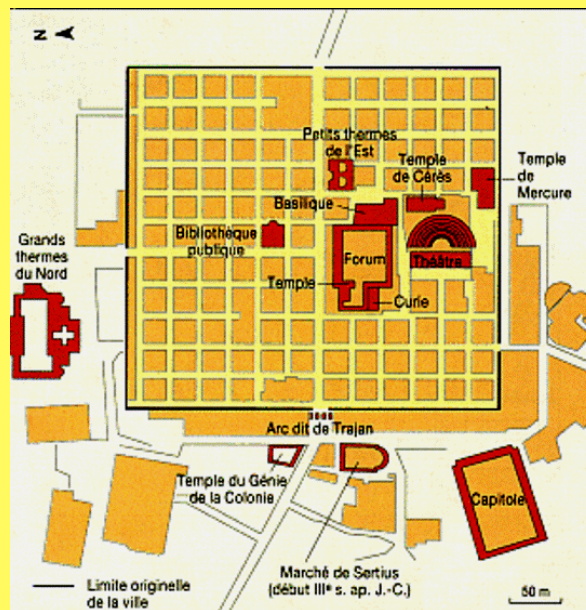 N
Petits thermes
de l'Est
Temple
de Cérès
Temple
de
Mercure
Basilique
Bibliothèque
publique
Forum
Théâtre
Grands
thermes
du Nord
Temple
Curie
Arc dit de Trajan
Temple du Génie
de la Colonie
Capitole
Marché de Sertius
(début IIIᵉ s. ap. J.-C.)
Limite originelle
de la ville
50 m